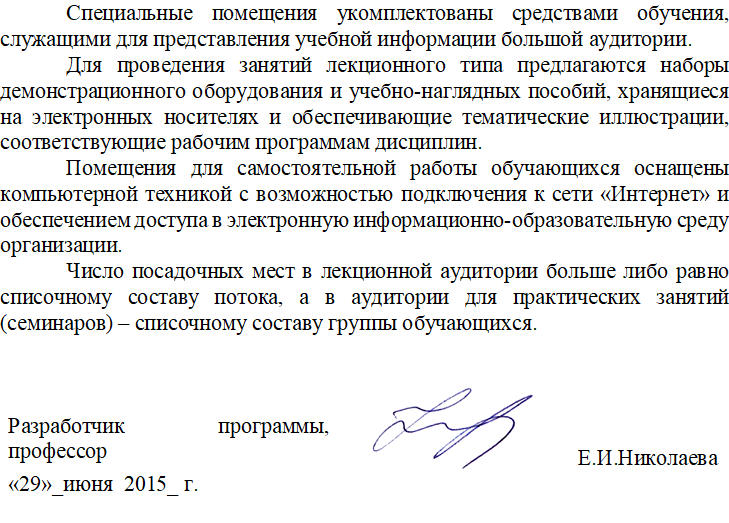 Специальные помещения укомплектованы средствами обучения,
служащими для представления учебной информации большой аудитории.
Для проведения занятий лекционного типа предлагаются наборы
демонстрационного оборудования и учебно-наглядных пособий, хранящиеся
на электронных носителях и обеспечивающие тематические иллюстрации,
соответствующие рабочим программам дисциплин.
Помещения для самостоятельной работы обучающихся оснащены
компьютерной техникой с возможностью подключения к сети «Интернет» и
обеспечением доступа в электронную информационно-образовательную среду
организации.
Число посадочных мест в лекционной аудитории больше либо равно
списочному составу потока, а в аудитории для практических занятий
(семинаров) – списочному составу группы обучающихся.
Разработчик программы,
профессор
Е.И.Николаева
«29»_июня 2015_ г.